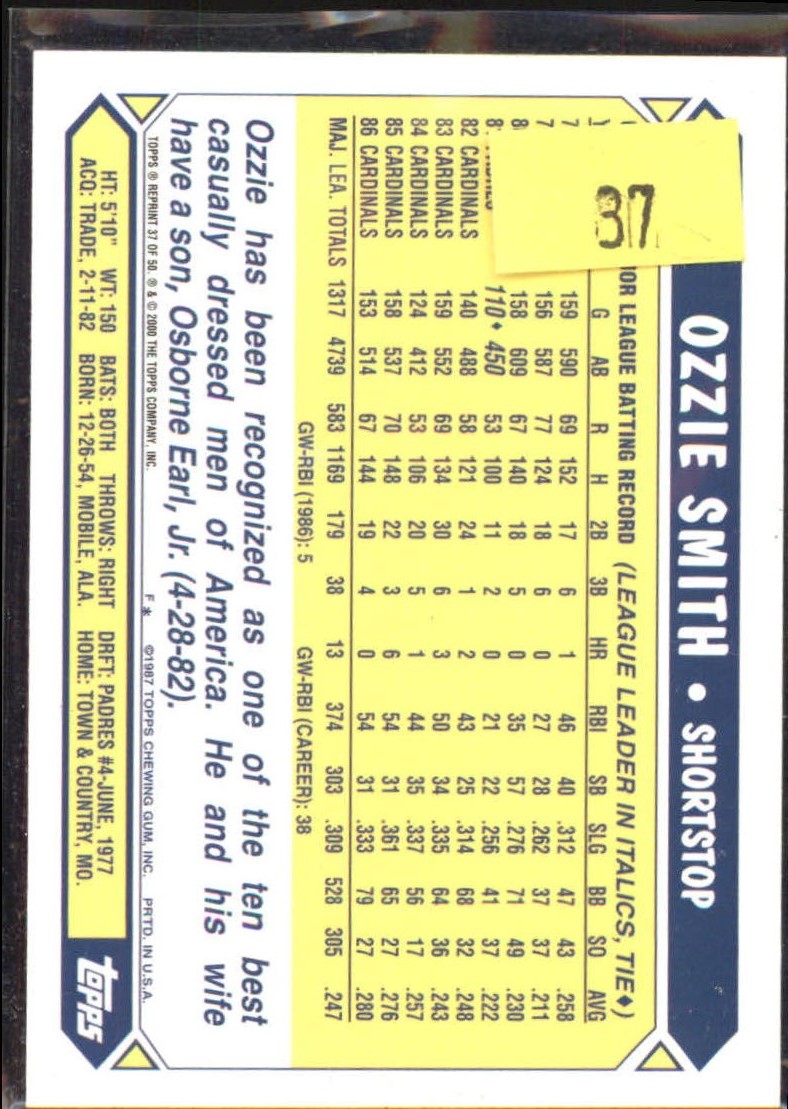 37
OZZIE SMITH • SHORTSTOP
OR LEAGUE BATTING RECORD (LEAGUE LEADER IN ITALICS, TIE♦)
G AB R H 2B 3B HR RBI SB SLG BB SO AVG
7 159 590 69 152 17 6 1 46 40 .312 47 43 .258
7 156 587 77 124 18 6 0 27 28 .262 37 37 .211
8 158 609 67 140 18 5 0 35 57 .276 71 49 .230
8 110♦ 450 53 100 11 2 0 21 22 .256 41 37 .222
82 CARDINALS 140 488 58 121 24 1 2 43 25 .314 68 32 .248
83 CARDINALS 159 552 69 134 30 6 3 50 34 .335 64 36 .243
84 CARDINALS 124 412 53 106 20 5 1 44 35 .337 56 17 .257
85 CARDINALS 158 537 70 148 22 3 6 54 31 .361 65 27 .276
86 CARDINALS 153 514 67 144 19 4 0 54 31 .333 79 27 .280
MAJ. LEA. TOTALS 1317 4739 583 1169 179 38 13 374 303 .309 528 305 .247
GW-RBI (1986): 5 GW-RBI (CAREER): 38
Ozzie has been recognized as one of the ten best
casually dressed men of America. He and his wife
have a son, Osborne Earl, Jr. (4-28-82).
TOPPS ® REPRINT 37 OF 50. ® & © 2000 THE TOPPS COMPANY, INC. F* ©1987 TOPPS CHEWING GUM, INC. PRTD. IN U.S.A.
HT: 5'10" WT: 150 BATS: BOTH THROWS: RIGHT DRFT: PADRES #4-JUNE, 1977
ACQ: TRADE, 2-11-82 BORN: 12-26-54, MOBILE, ALA. HOME: TOWN & COUNTRY, MO.
topps